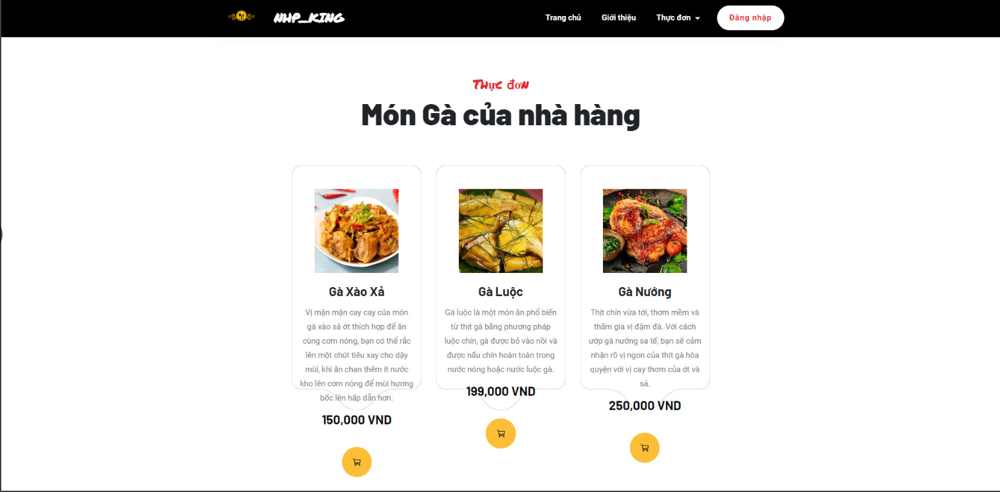 NHP_KING
Trang chủ
Giới thiệu
Thực đơn
Đăng nhập
Thực đơn
Món Gà của nhà hàng
Gà Xào Xả
Vị mặn mặn cay cay của món
gà xào sả ớt thích hợp để ăn
cùng cơm nóng, bạn có thể rắc
lên một chút tiêu xay cho dậy
mùi, khi ăn chan thêm ít nước
kho lên cơm nóng để mùi hương
bốc lên hấp dẫn hơn.
150,000 VND
Gà Luộc
Gà luộc là một món ăn phổ biến
từ thịt gà bằng phương pháp
luộc chín, gà được bỏ vào nồi và
được nấu chín hoàn toàn trong
nước nóng hoặc nước luộc gà.
199,000 VND
Gà Nướng
Thịt chín vừa tới, thơm mềm và
thấm gia vị đậm đà. Với cách
ướp gà nướng sa tế, bạn sẽ cảm
nhận rõ vị ngon của thịt gà hòa
quyện với vị cay thơm của ớt và
sả.
250,000 VND